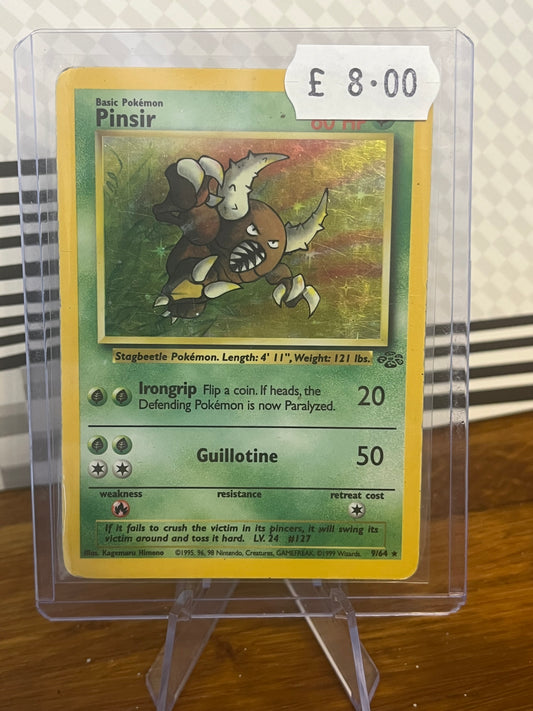 £ 8.00
Basic Pokémon
Pinsir
60 HP
Stagbeetle Pokémon. Length: 4' 11", Weight: 121 lbs.
Irongrip Flip a coin. If heads, the
Defending Pokémon is now Paralyzed.
20
Guillotine 50
weakness resistance retreat cost
If it fails to crush the victim in its pincers, it will swing its
victim around and toss it hard. LV. 24 #127
Illus. Kagemaru Himeno ©1995, 96, 98 Nintendo, Creatures, GAMEFREAK. ©1999 Wizards. 9/64 ★